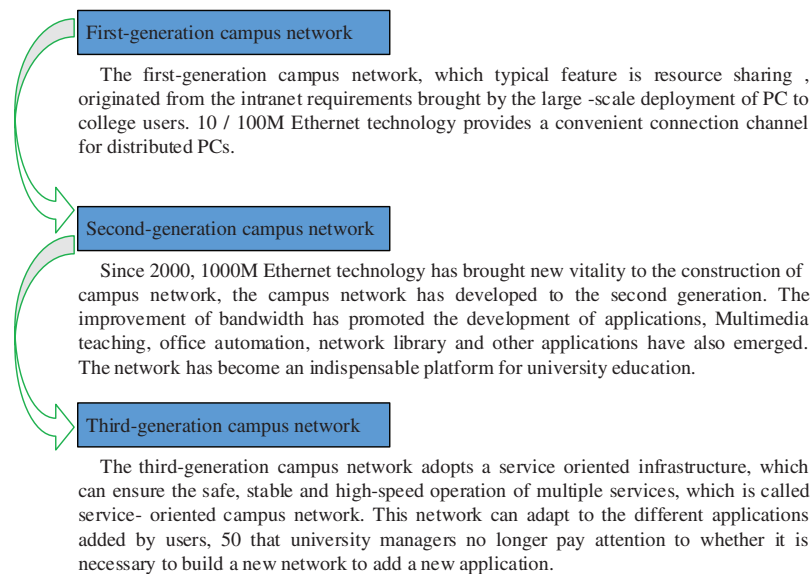 First-generation campus network
The first-generation campus network, which typical feature is resource sharing ,
originated from the intranet requirements brought by the large -scale deployment of PC to
college users. 10 / 100M Ethernet technology provides a convenient connection channel
for distributed PCs.
Second-generation campus network
Since 2000, 1000M Ethernet technology has brought new vitality to the construction of
campus network, the campus network has developed to the second generation. The
improvement of bandwidth has promoted the development of applications, Multimedia
teaching, office automation, network library and other applications have also emerged.
The network has become an indispensable platform for university education.
Third-generation campus network
The third-generation campus network adopts a service oriented infrastructure, which
can ensure the safe, stable and high-speed operation of multiple services, which is called
service- oriented campus network. This network can adapt to the different applications
added by users, 50 that university managers no longer pay attention to whether it is
necessary to build a new network to add a new application.